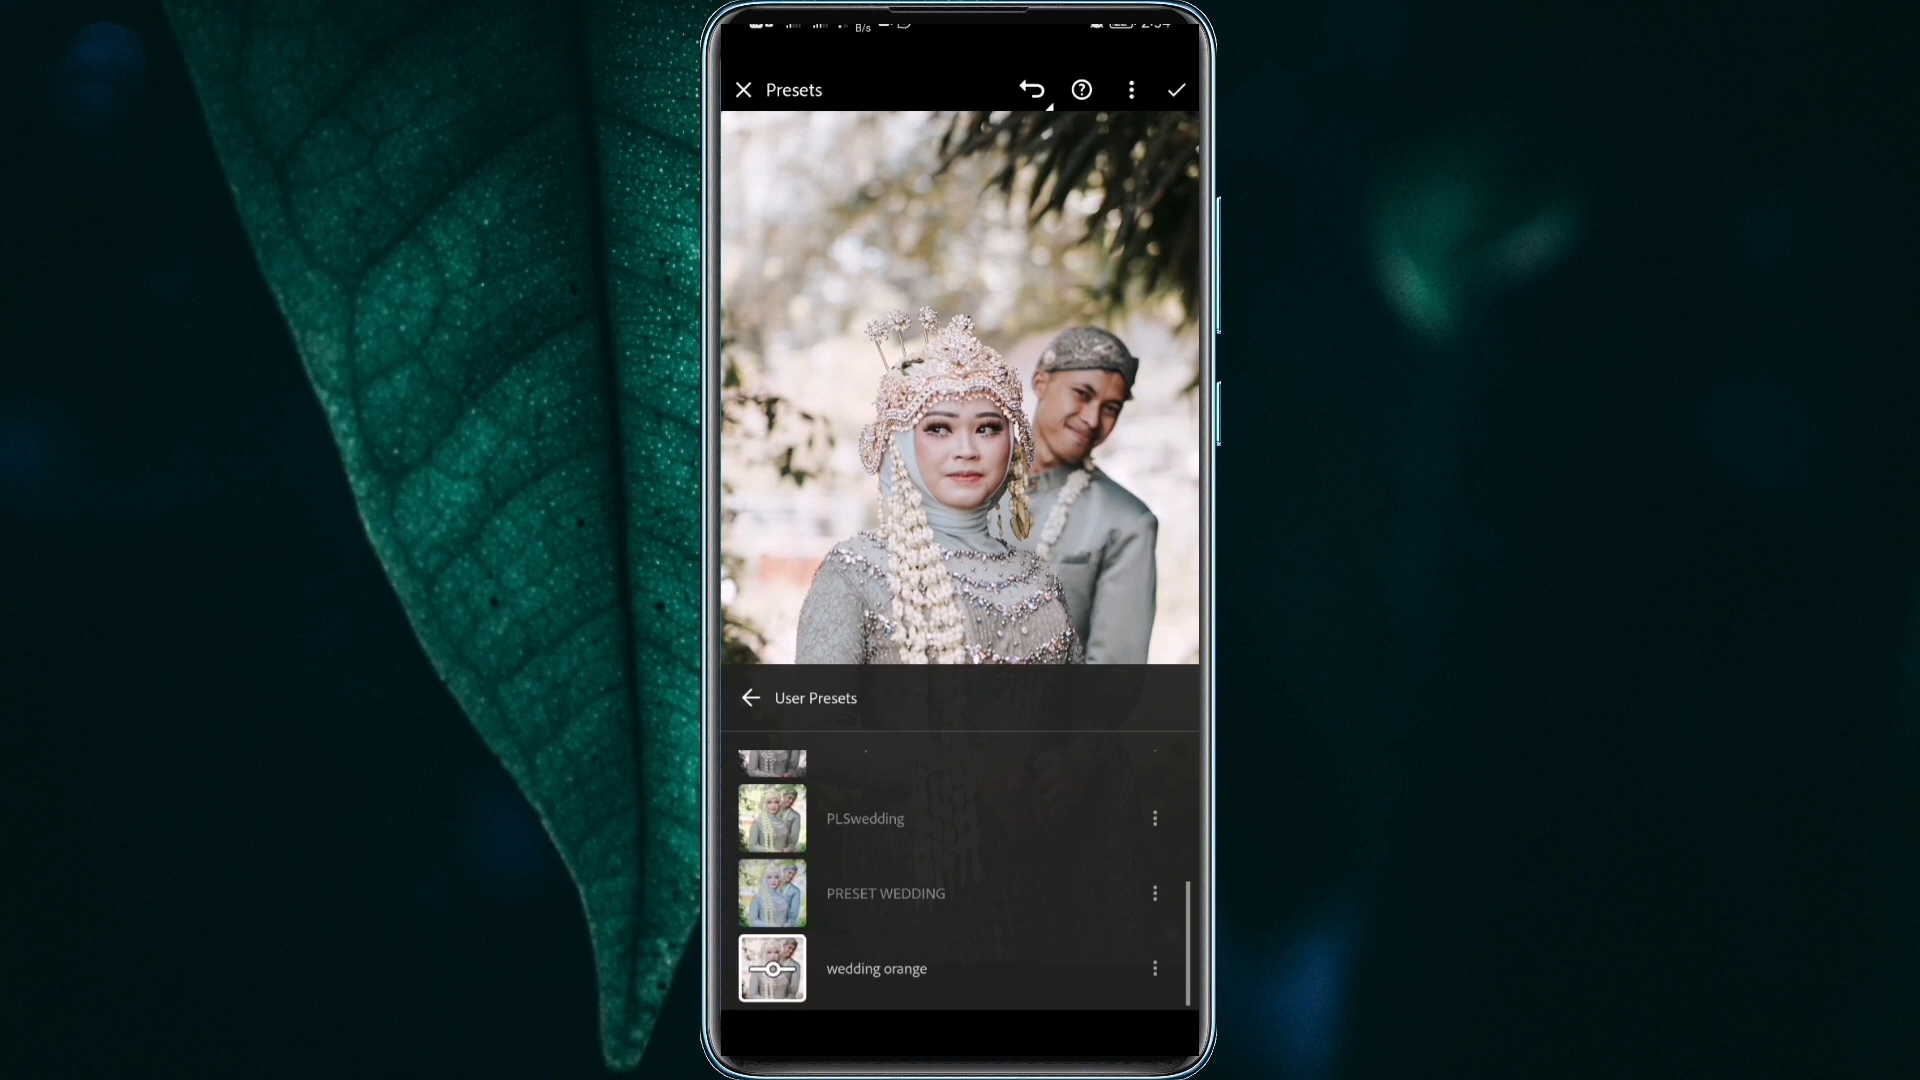 B/s
Presets
User Presets
PLSwedding
PRESET WEDDING
wedding orange